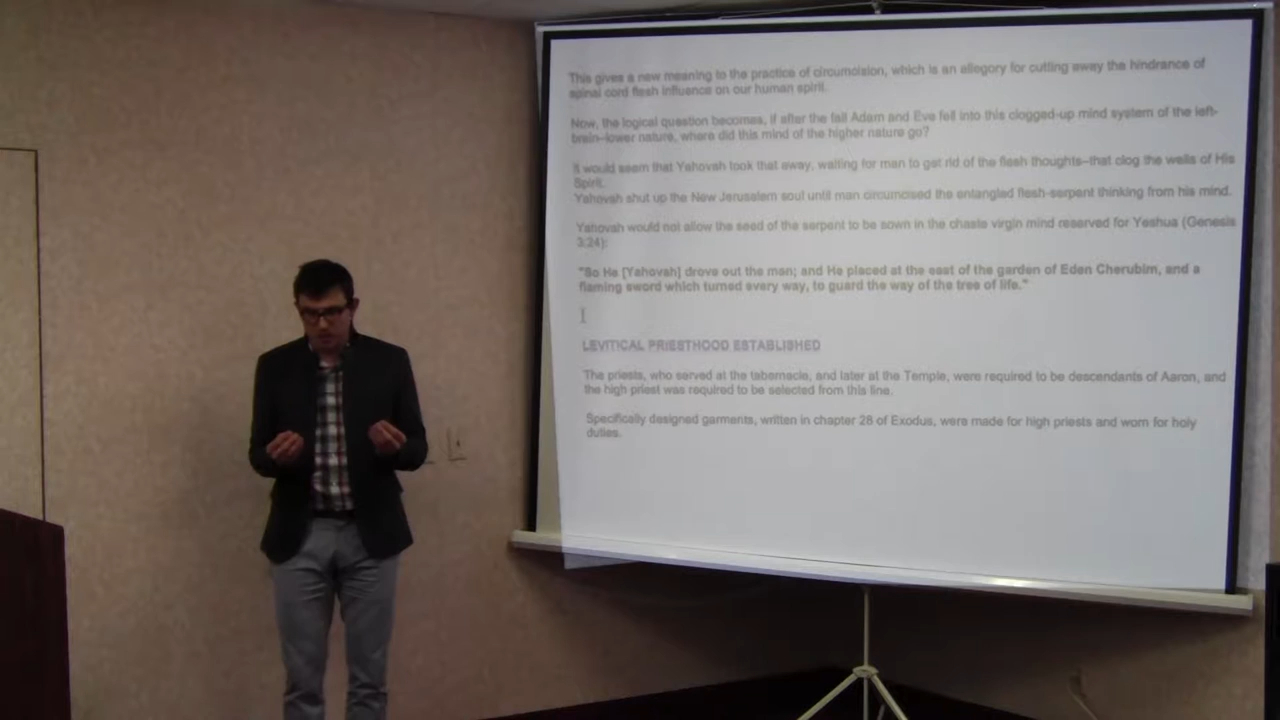 This gives a new meaning to the practice of circumcision, which is an allegory for cutting away the hindrance of
spinal cord flesh influence on our human spirit.
Now, the logical question becomes, if after the fall Adam and Eve fell into this clogged-up mind system of the left-
brain–lower nature, where did this mind of the higher nature go?
It would seem that Yahovah took that away, waiting for man to get rid of the flesh thoughts–that clog the wells of His
Spirit.
Yahovah shut up the New Jerusalem soul until man circumcised the entangled flesh-serpent thinking from his mind.
Yahovah would not allow the seed of the serpent to be sown in the chaste virgin mind reserved for Yeshua (Genesis
3:24):
"So He [Yahovah] drove out the man; and He placed at the east of the garden of Eden Cherubim, and a
flaming sword which turned every way, to guard the way of the tree of life."
LEVITICAL PRIESTHOOD ESTABLISHED
The priests, who served at the tabernacle, and later at the Temple, were required to be descendants of Aaron, and
the high priest was required to be selected from this line.
Specifically designed garments, written in chapter 28 of Exodus, were made for high priests and worn for holy
duties.